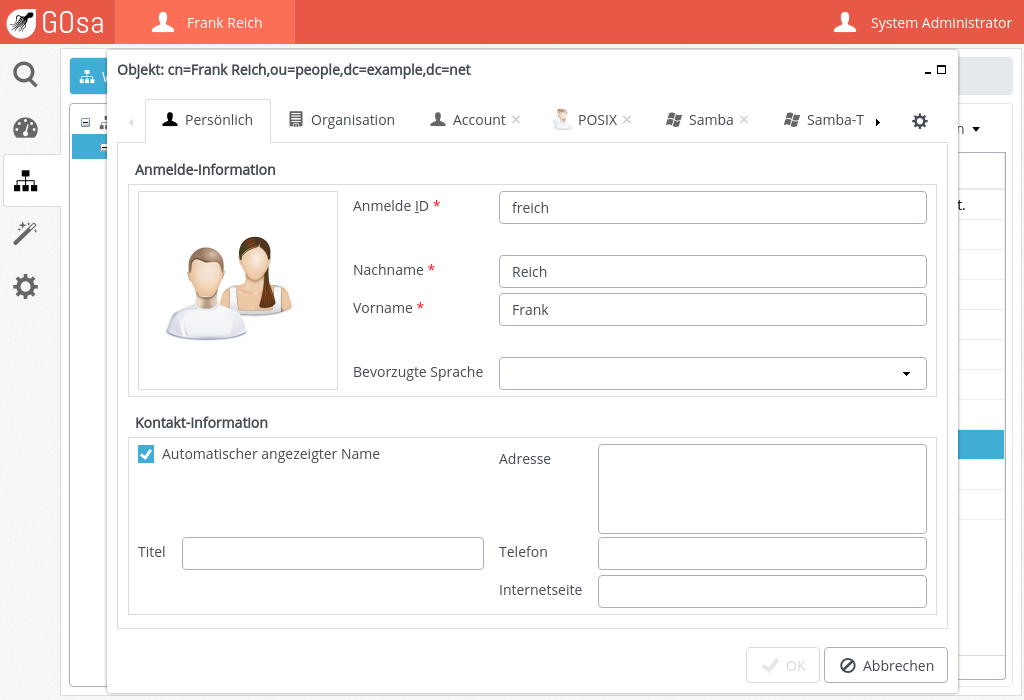 GOsa Frank Reich System Administrator
Objekt: cn=Frank Reich,ou=people,dc=example,dc=net
Persönlich Organisation Account POSIX Samba Samba-T
Anmelde-Information
Anmelde ID * freich
Nachname * Reich
Vorname * Frank
Bevorzugte Sprache
Kontakt-Information
Automatischer angezeigter Name
Adresse
Titel
Telefon
Internetseite
OK Abbrechen